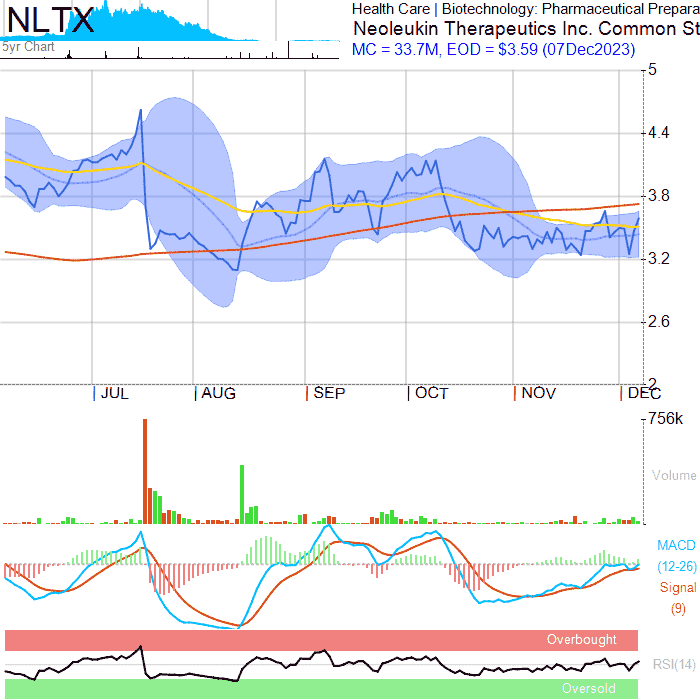 NLTX
5yr Chart
Health Care | Biotechnology: Pharmaceutical Prepara
Neoleukin Therapeutics Inc. Common St
MC = 33.7M, EOD = $3.59 (07Dec2023)
5
4.4
3.8
3.2
2.6
2
JUL AUG SEP OCT NOV DEC
756k
Volume
MACD
(12-26)
Signal
(9)
Overbought
RSI(14)
Oversold